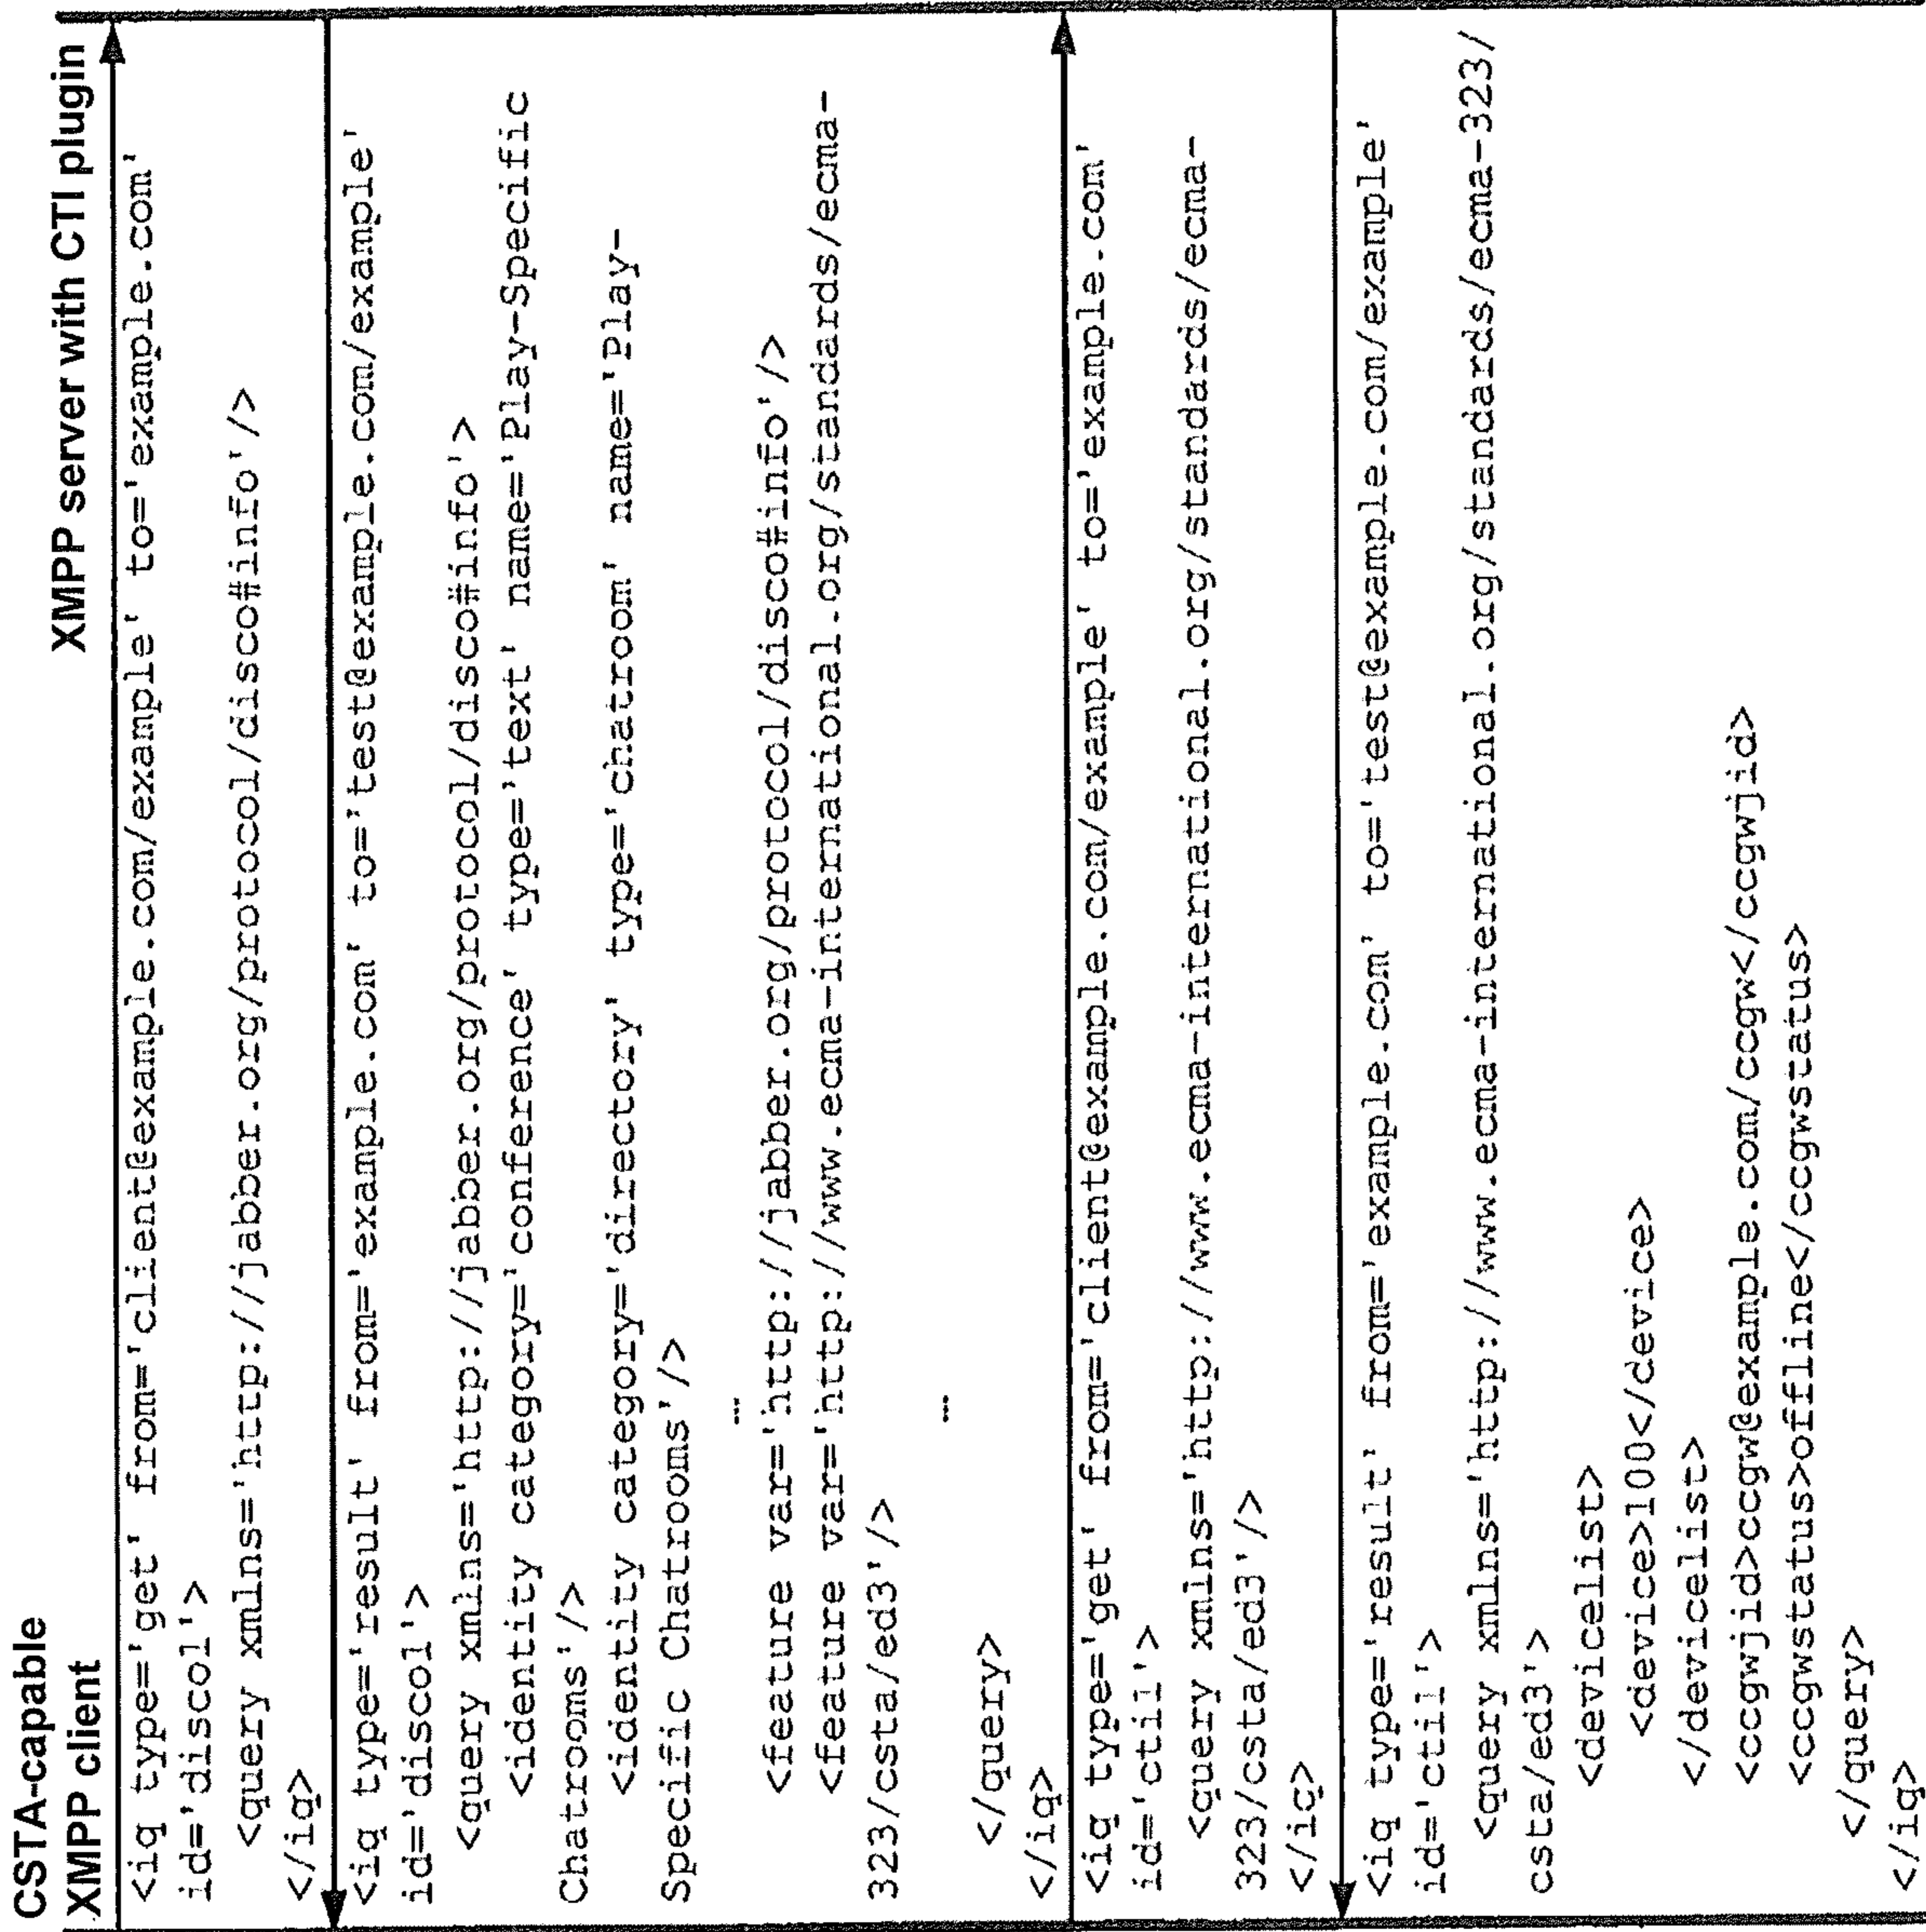 CSTA-capable
XMPP client
XMPP server with CTI plugin
<iq type='get' from='client@example.com/example' to='example.com'
id='disco1'>
<query xmlns='http://jabber.org/protocol/disco#info'/>
</iq>
<iq type='result' from='example.com' to='test@example.com/example'
id='disco1'>
<query xmlns='http://jabber.org/protocol/disco#info'>
<identity category='conference' type='text' name='Play-Specific
Chatrooms'/>
<identity category='directory' type='chatroom' name='Play-
Specific Chatrooms'/>
...
<feature var='http://jabber.org/protocol/disco#info'/>
<feature var='http://www.ecma-international.org/standards/ecma-
323/csta/ed3'/>
...
</query>
</iq>
<iq type='get' from='client@example.com/example' to='example.com'
id='cti1'>
<query xmlns='http://www.ecma-international.org/standards/ecma-
323/csta/ed3'/>
</iq>
<iq type='result' from='example.com' to='test@example.com/example'
id='cti1'>
<query xmlns='http://www.ecma-international.org/standards/ecma-323/
csta/ed3'>
<devicelist>
<device>100</device>
</devicelist>
<ccgwjid>ccgw@example.com/ccgw</ccgwjid>
<ccgwstatus>offline</ccgwstatus>
</query>
</iq>